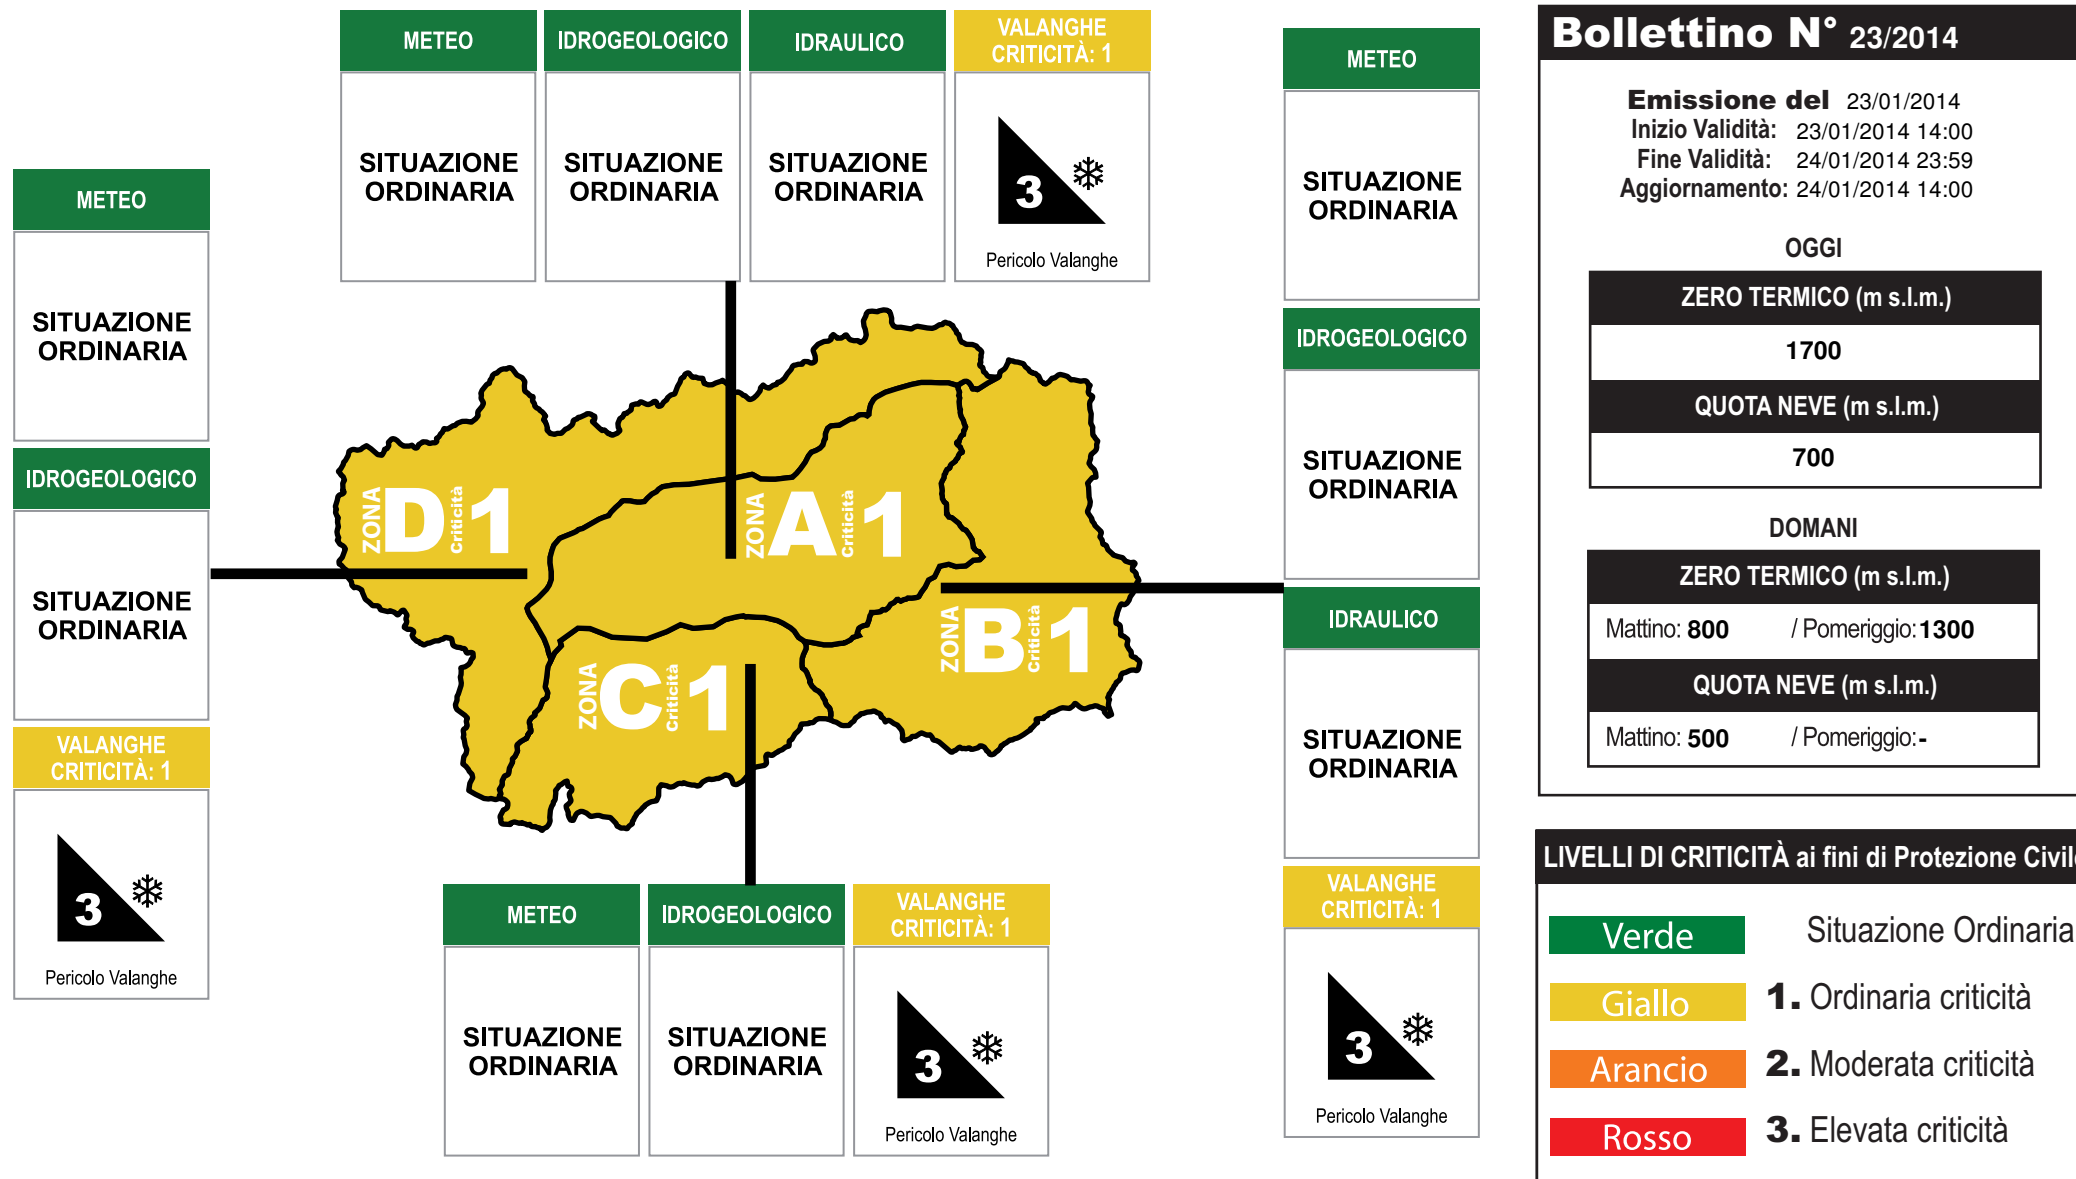 METEO
IDROGEOLOGICO
IDRAULICO
VALANGHE
CRITICITÀ: 1
SITUAZIONE
ORDINARIA
SITUAZIONE
ORDINARIA
SITUAZIONE
ORDINARIA
3
Pericolo Valanghe
METEO
SITUAZIONE
ORDINARIA
IDROGEOLOGICO
SITUAZIONE
ORDINARIA
VALANGHE
CRITICITÀ: 1
3
Pericolo Valanghe
ZONA D Criticità 1
ZONA A Criticità 1
ZONA B Criticità 1
ZONA C Criticità 1
METEO
IDROGEOLOGICO
VALANGHE
CRITICITÀ: 1
SITUAZIONE
ORDINARIA
SITUAZIONE
ORDINARIA
3
Pericolo Valanghe
METEO
SITUAZIONE
ORDINARIA
IDROGEOLOGICO
SITUAZIONE
ORDINARIA
IDRAULICO
SITUAZIONE
ORDINARIA
VALANGHE
CRITICITÀ: 1
3
Pericolo Valanghe
Bollettino N° 23/2014
Emissione del 23/01/2014
Inizio Validità: 23/01/2014 14:00
Fine Validità: 24/01/2014 23:59
Aggiornamento: 24/01/2014 14:00
OGGI
ZERO TERMICO (m s.l.m.)
1700
QUOTA NEVE (m s.l.m.)
700
DOMANI
ZERO TERMICO (m s.l.m.)
Mattino: 800 / Pomeriggio: 1300
QUOTA NEVE (m s.l.m.)
Mattino: 500 / Pomeriggio: -
LIVELLI DI CRITICITÀ ai fini di Protezione Civile
Verde Situazione Ordinaria
Giallo 1. Ordinaria criticità
Arancio 2. Moderata criticità
Rosso 3. Elevata criticità